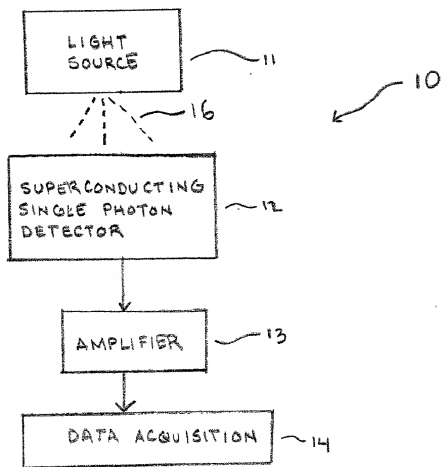 LIGHT
SOURCE
11
16
10
SUPERCONDUCTING
SINGLE PHOTON
DETECTOR
12
AMPLIFIER
13
DATA ACQUISITION
14